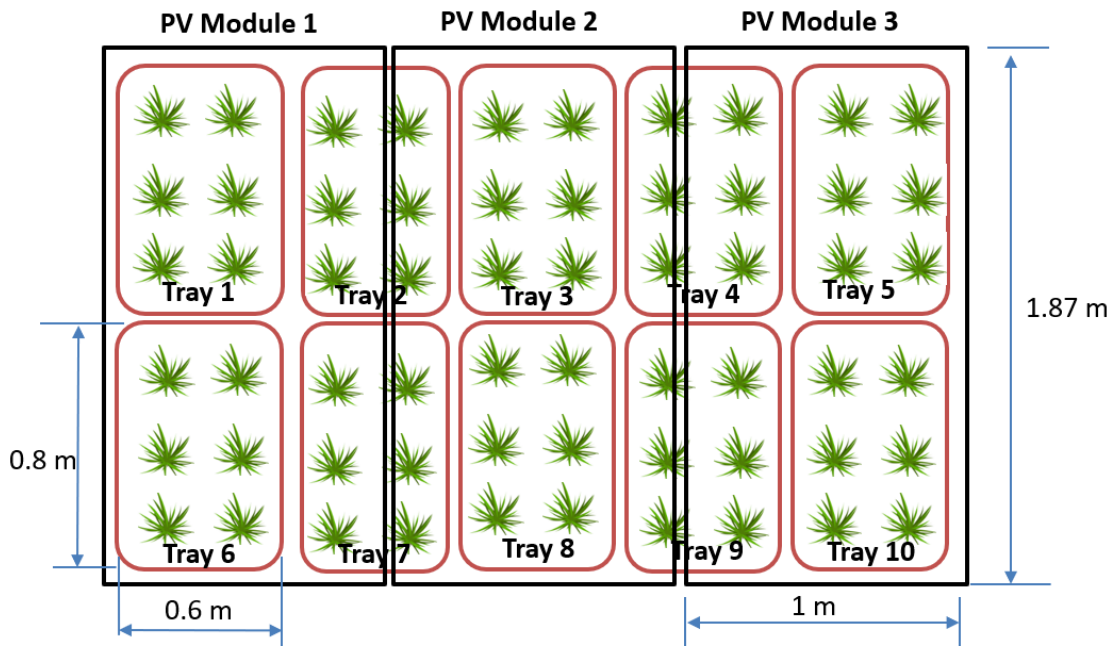 PV Module 1
PV Module 2
PV Module 3
Tray 1
Tray 2
Tray 3
Tray 4
Tray 5
1.87 m
0.8 m
Tray 6
Tray 7
Tray 8
Tray 9
Tray 10
0.6 m
1 m